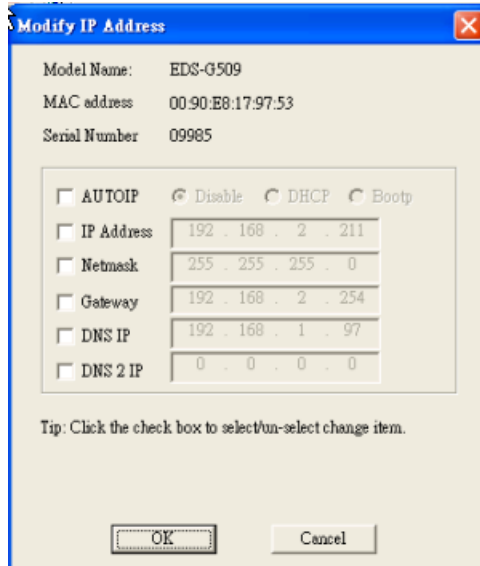 Modify IP Address
Model Name: EDS-G509
MAC address 00:90:E8:17:97:53
Serial Number 09985
AUTOIP Disable DHCP Bootp
IP Address 192 . 168 . 2 . 211
Netmask 255 . 255 . 255 . 0
Gateway 192 . 168 . 2 . 254
DNS IP 192 . 168 . 1 . 97
DNS 2 IP 0 . 0 . 0 . 0
Tip: Click the check box to select/un-select change item.
OK Cancel